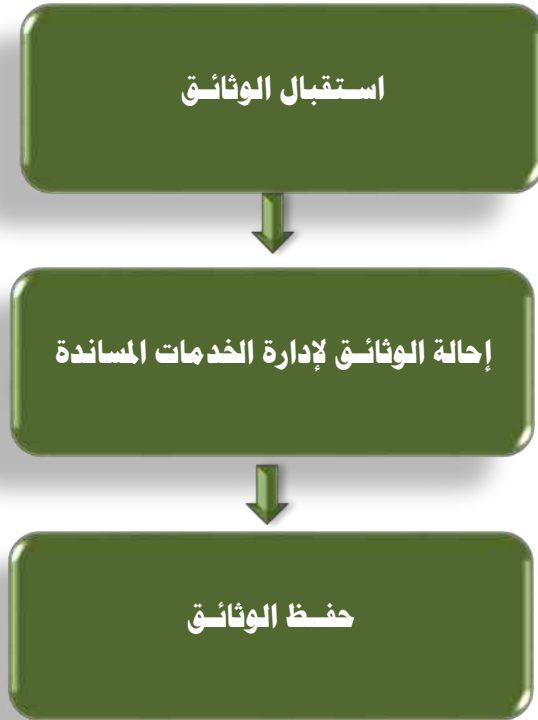 استقبال الوثائق
إحالة الوثائق لإدارة الخدمات المساندة
حفظ الوثائق